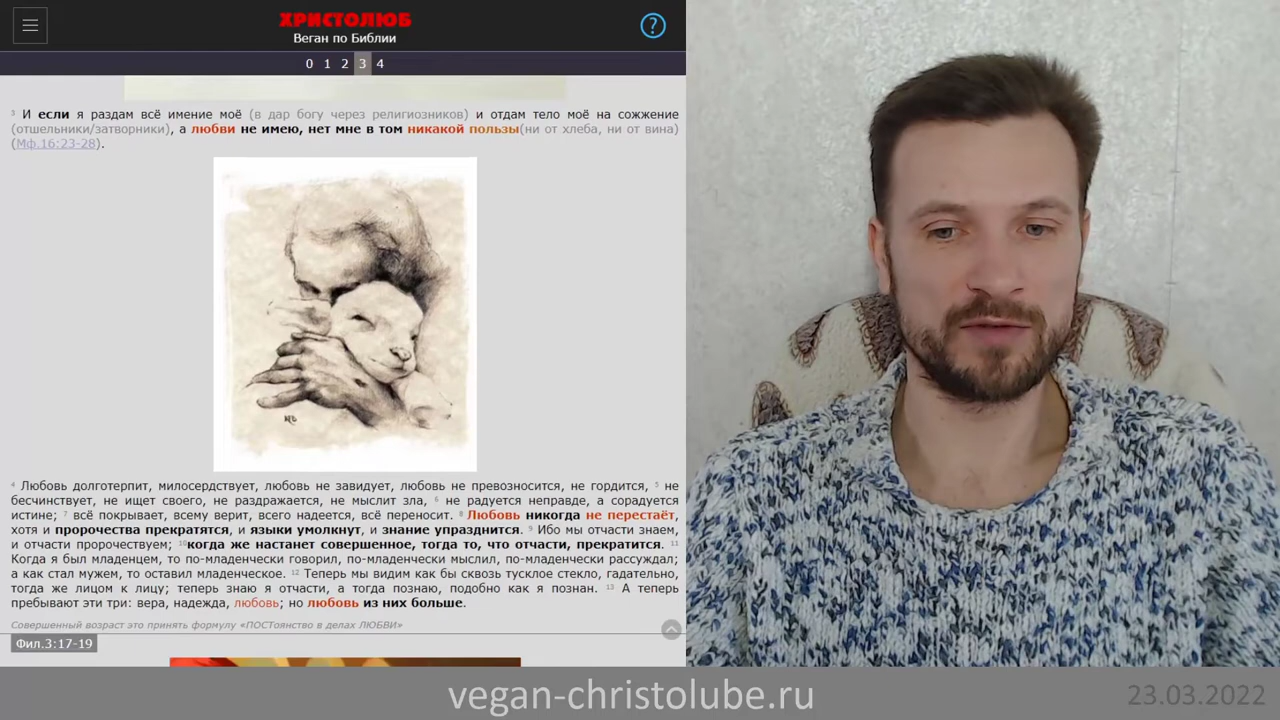 ХРИСТОЛЮБ
Веган по Библии
?
0 1 2 3 4
3 И если я раздам всё имение моё (в дар богу через религиозников) и отдам тело моё на сожжение
(отшельники/затворники), а любви не имею, нет мне в том никакой пользы(ни от хлеба, ни от вина)
(Мф.16:23-28).
4 Любовь долготерпит, милосердствует, любовь не завидует, любовь не превозносится, не гордится, 5 не
бесчинствует, не ищет своего, не раздражается, не мыслит зла, 6 не радуется неправде, а сорадуется
истине; 7 всё покрывает, всему верит, всего надеется, всё переносит. 8 Любовь никогда не перестаёт,
хотя и пророчества прекратятся, и языки умолкнут, и знание упразднится. 9 Ибо мы отчасти знаем,
и отчасти пророчествуем; 10когда же настанет совершенное, тогда то, что отчасти, прекратится. 11
Когда я был младенцем, то по-младенчески говорил, по-младенчески мыслил, по-младенчески рассуждал;
а как стал мужем, то оставил младенческое. 12 Теперь мы видим как бы сквозь тусклое стекло, гадательно,
тогда же лицом к лицу; теперь знаю я отчасти, а тогда познаю, подобно как я познан. 13 А теперь
пребывают эти три: вера, надежда, любовь; но любовь из них больше.
Совершенный возраст это принять формулу «ПОСТоянство в делах ЛЮБВИ»
Фил.3:17-19
vegan-christolube.ru
23.03.2022